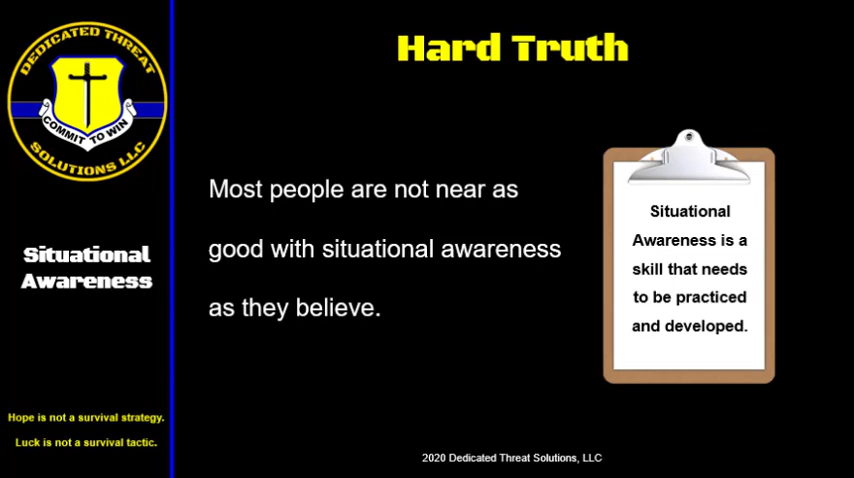 DEDICATED THREAT
COMMIT TO WIN
SOLUTIONS LLC
Situational
Awareness
Hope is not a survival strategy.
Luck is not a survival tactic.
Hard Truth
Most people are not near as
good with situational awareness
as they believe.
Situational
Awareness is a
skill that needs
to be practiced
and developed.
2020 Dedicated Threat Solutions, LLC